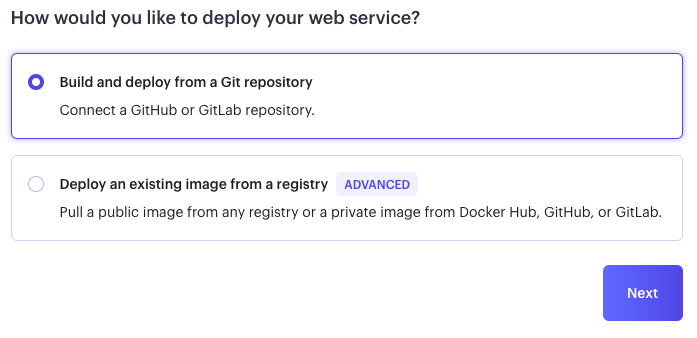 How would you like to deploy your web service?
Build and deploy from a Git repository
Connect a GitHub or GitLab repository.
Deploy an existing image from a registry ADVANCED
Pull a public image from any registry or a private image from Docker Hub, GitHub, or GitLab.
Next